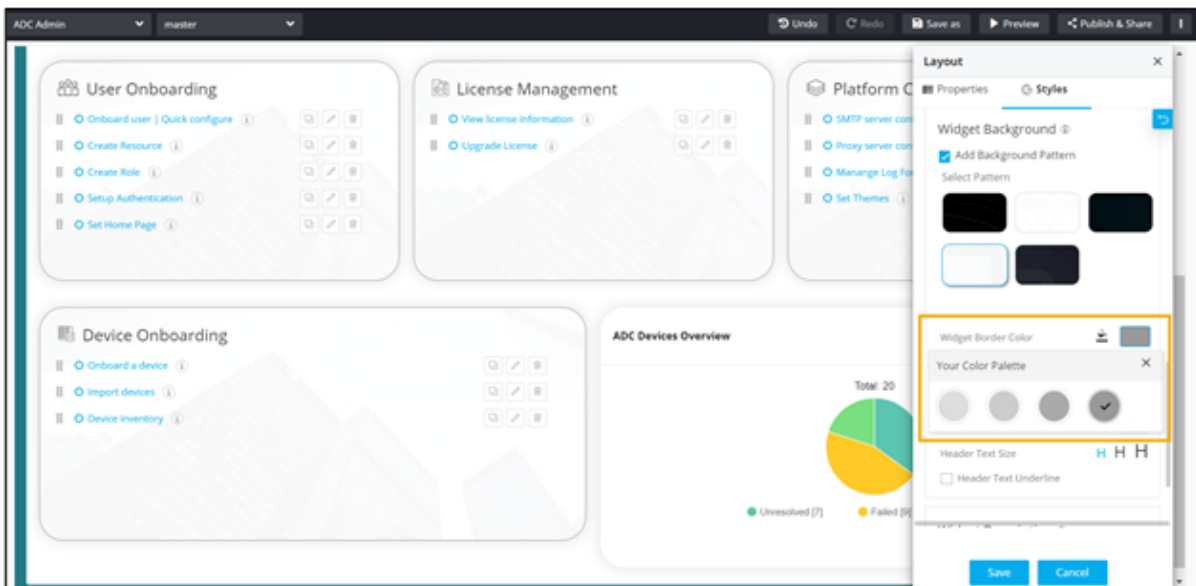 ADC Admin
master
Undo
Redo
Save as
Preview
Publish & Share
User Onboarding
Onboard user | Quick configure
Create Resource
Create Role
Setup Authentication
Set Home Page
License Management
View license information
Upgrade License
Platform C
SMTP server con
Proxy server con
Manange Log Fo
Set Themes
Layout
Properties
Styles
Widget Background
Add Background Pattern
Select Pattern
Widget Border Color
Your Color Palette
Header Text Size
H H H
Header Text Underline
Save
Cancel
Device Onboarding
Onboard a device
Import devices
Device inventory
ADC Devices Overview
Total: 20
Unresolved [7]
Failed [9]